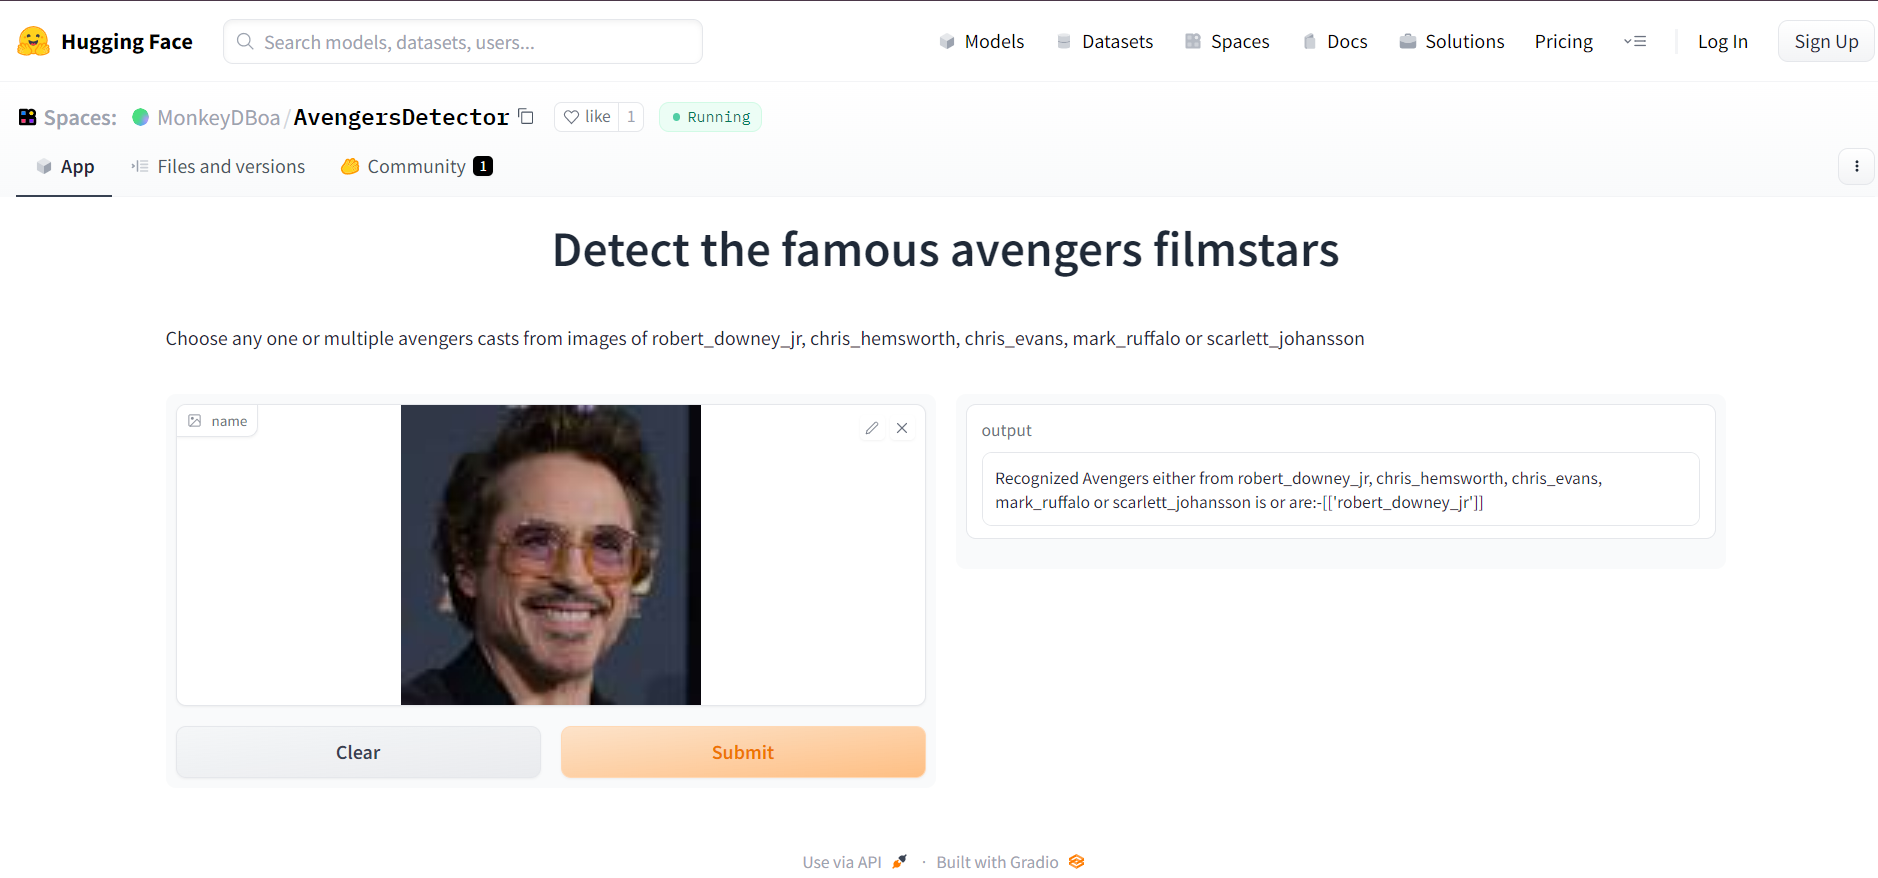 Hugging Face
Search models, datasets, users...
Models
Datasets
Spaces
Docs
Solutions
Pricing
Log In
Sign Up
Spaces:
MonkeyDBoa/AvengersDetector
like
1
Running
App
Files and versions
Community
1
Detect the famous avengers filmstars
Choose any one or multiple avengers casts from images of robert_downey_jr, chris_hemsworth, chris_evans, mark_ruffalo or scarlett_johansson
name
output
Recognized Avengers either from robert_downey_jr, chris_hemsworth, chris_evans,
mark_ruffalo or scarlett_johansson is or are:-[['robert_downey_jr']]
Clear
Submit
Use via API
·
Built with Gradio